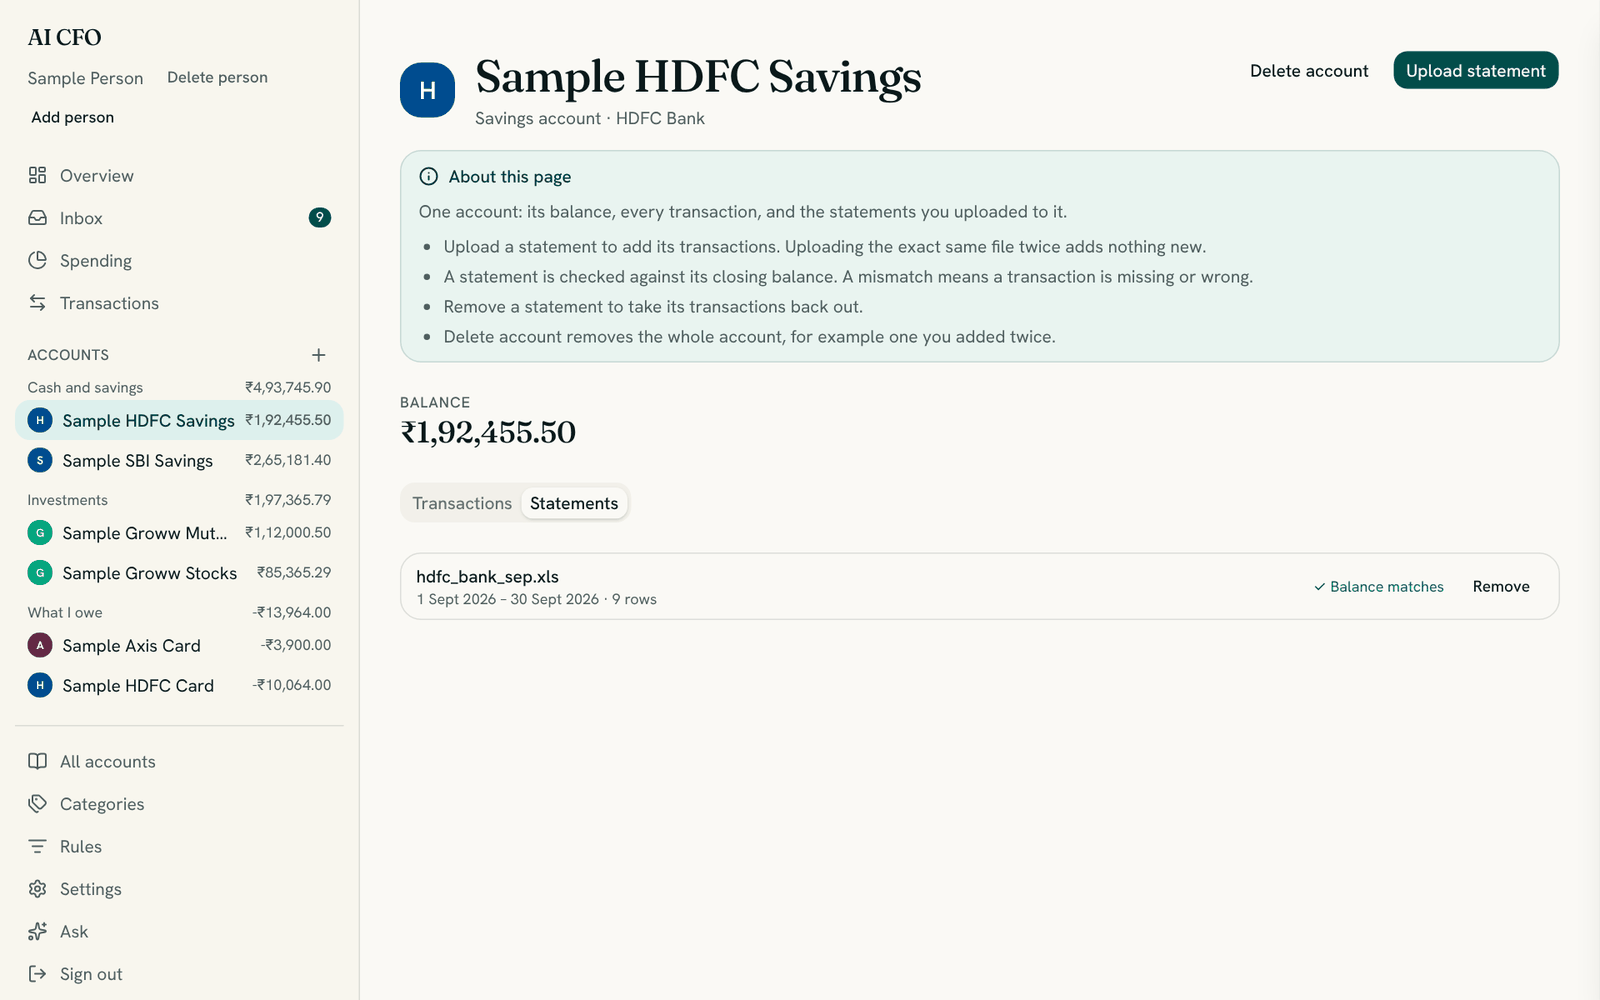 AI CFO
Sample Person Delete person
Add person
Overview
Inbox 9
Spending
Transactions
ACCOUNTS
Cash and savings ₹4,93,745.90
H Sample HDFC Savings ₹1,92,455.50
S Sample SBI Savings ₹2,65,181.40
Investments ₹1,97,365.79
G Sample Groww Mut... ₹1,12,000.50
G Sample Groww Stocks ₹85,365.29
What I owe -₹13,964.00
A Sample Axis Card -₹3,900.00
H Sample HDFC Card -₹10,064.00
All accounts
Categories
Rules
Settings
Ask
Sign out
H
Sample HDFC Savings
Savings account · HDFC Bank
Delete account Upload statement
About this page
One account: its balance, every transaction, and the statements you uploaded to it.
• Upload a statement to add its transactions. Uploading the exact same file twice adds nothing new.
• A statement is checked against its closing balance. A mismatch means a transaction is missing or wrong.
• Remove a statement to take its transactions back out.
• Delete account removes the whole account, for example one you added twice.
BALANCE
₹1,92,455.50
Transactions Statements
hdfc_bank_sep.xls
1 Sept 2026 – 30 Sept 2026 · 9 rows
✓ Balance matches Remove